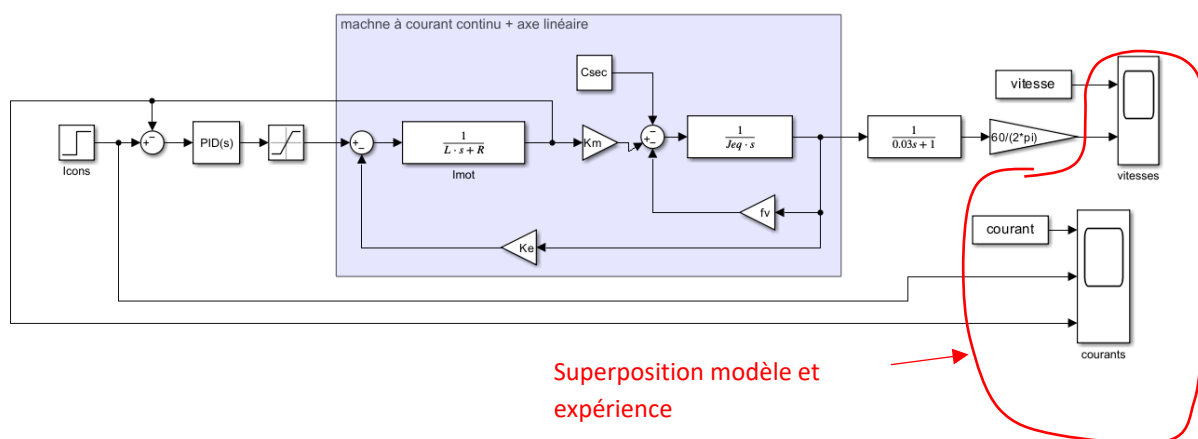 machne à courant continu + axe linéaire
Csec
vitesse
Icons
PID(s)
1
L · s + R
Imot
Km
1
Jeq · s
1
0.03s + 1
60/(2*pi)
vitesses
fv
Ke
courant
courants
Superposition modèle et
expérience